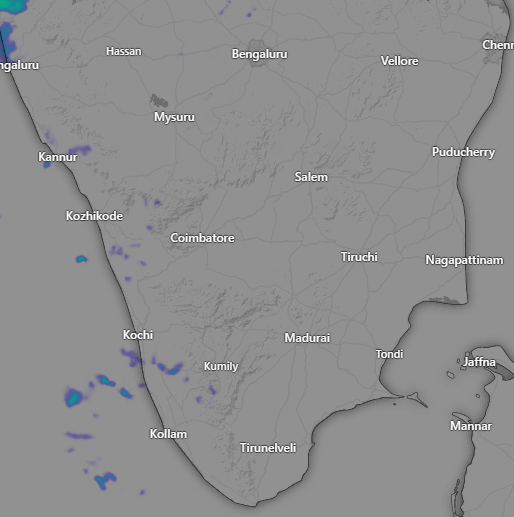 Hassan
Bengaluru
Chenn
Vellore
ngaluru
Mysuru
Kannur
Puducherry
Salem
Kozhikode
Coimbatore
Tiruchi
Nagapattinam
Kochi
Madurai
Tondi
Kumily
Jaffna
Mannar
Kollam
Tirunelveli